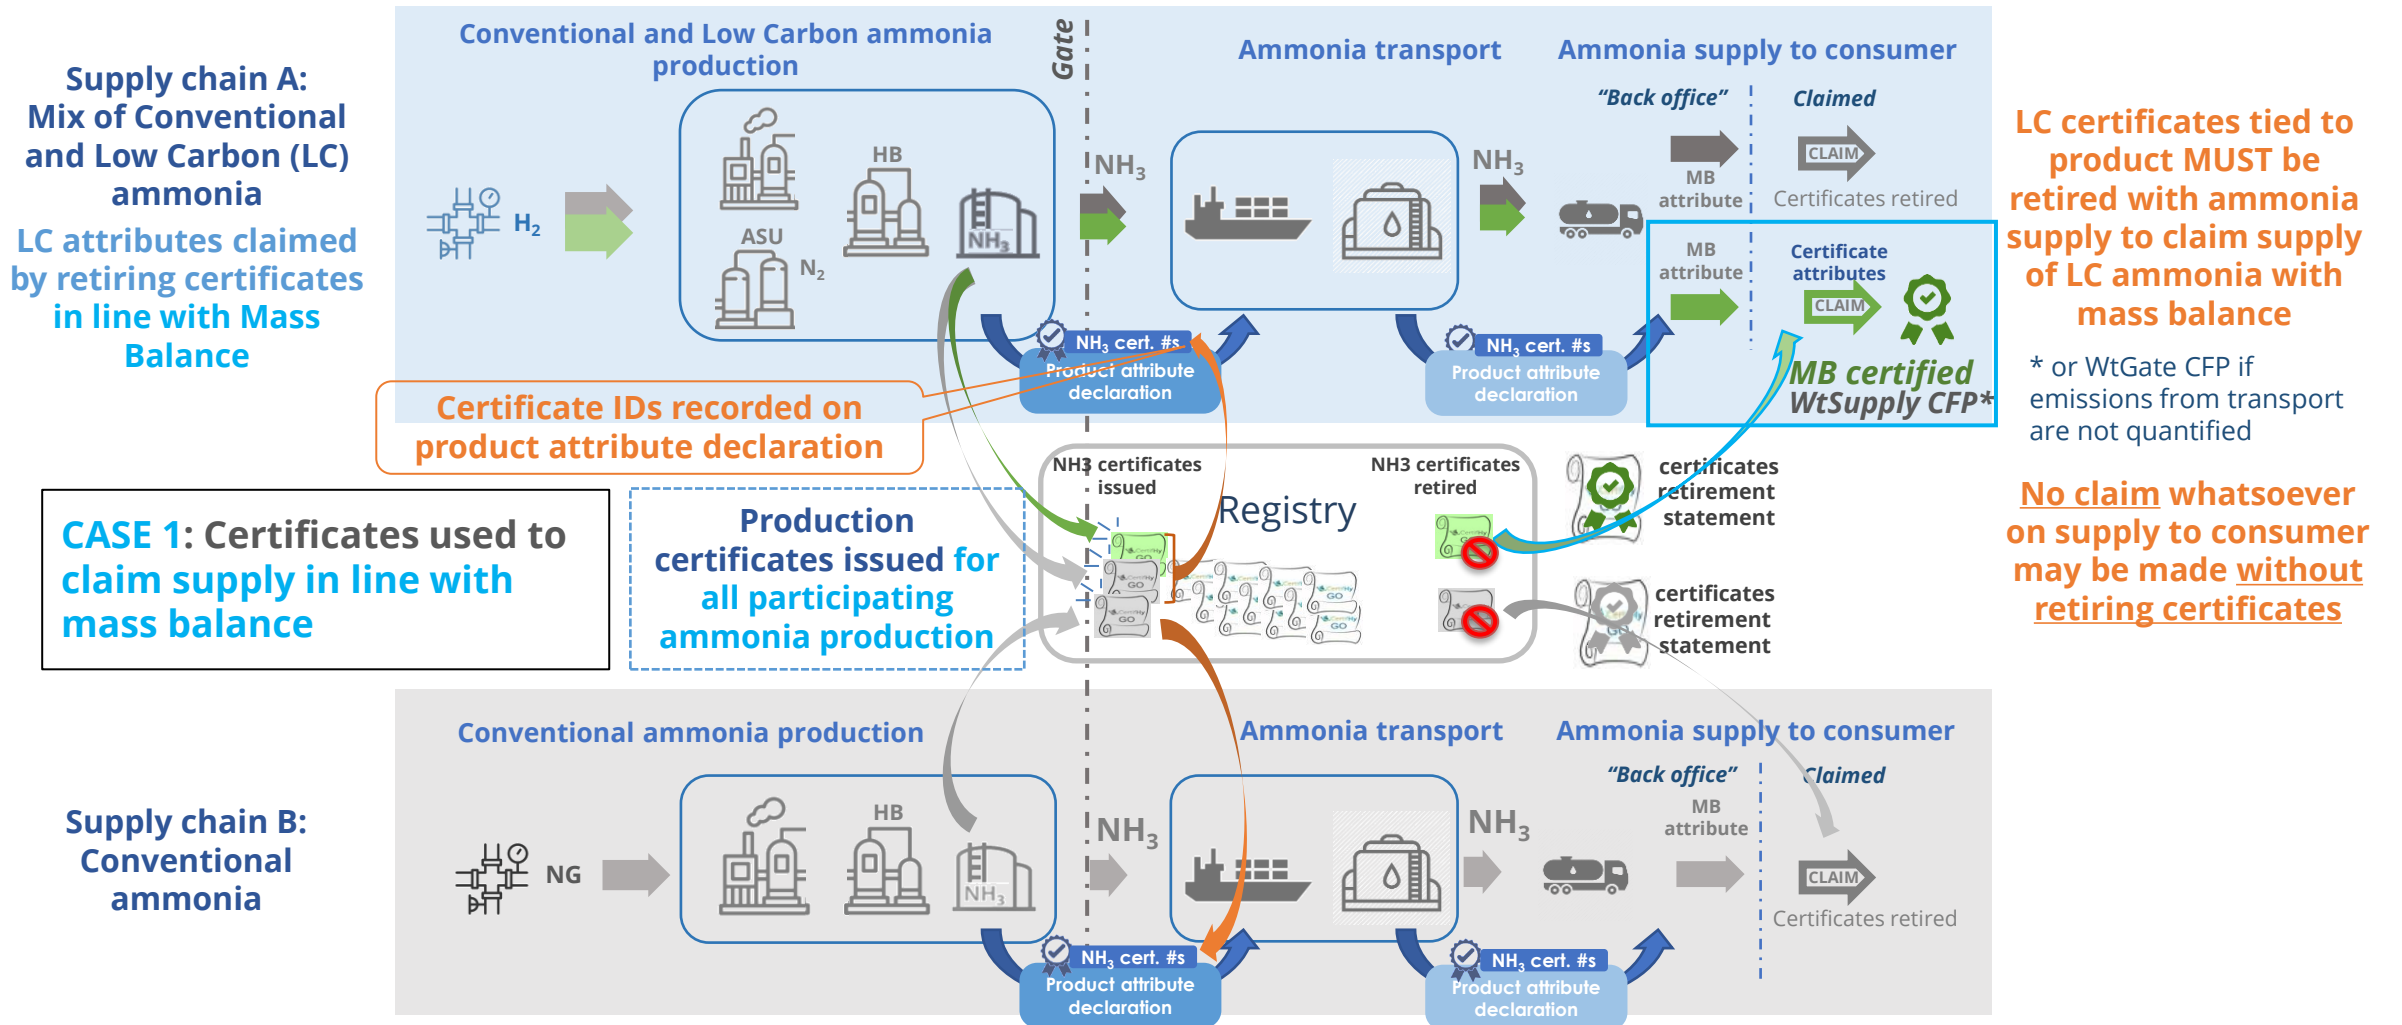 Conventional and Low Carbon ammonia
production
Gate
Ammonia transport
Ammonia supply to consumer
Supply chain A:
Mix of Conventional
and Low Carbon (LC)
ammonia
LC attributes claimed
by retiring certificates
in line with Mass
Balance
H2
HB
ASU
N2
NH3
NH3
NH3
“Back office”
Claimed
MB
attribute
CLAIM
Certificates retired
MB
attribute
Certificate
attributes
CLAIM
MB certified
WtSupply CFP*
NH3 cert. #s
Product attribute
declaration
NH3 cert. #s
Product attribute
declaration
LC certificates tied to
product MUST be
retired with ammonia
supply to claim supply
of LC ammonia with
mass balance
* or WtGate CFP if
emissions from transport
are not quantified
No claim whatsoever
on supply to consumer
may be made without
retiring certificates
Certificate IDs recorded on
product attribute declaration
CASE 1: Certificates used to
claim supply in line with
mass balance
Production
certificates issued for
all participating
ammonia production
NH3 certificates
issued
Registry
NH3 certificates
retired
GO
GO
GO
GO
certificates
retirement
statement
certificates
retirement
statement
Conventional ammonia production
Ammonia transport
Ammonia supply to consumer
Supply chain B:
Conventional
ammonia
NG
HB
NH3
NH3
NH3
“Back office”
Claimed
MB
attribute
CLAIM
Certificates retired
NH3 cert. #s
Product attribute
declaration
NH3 cert. #s
Product attribute
declaration